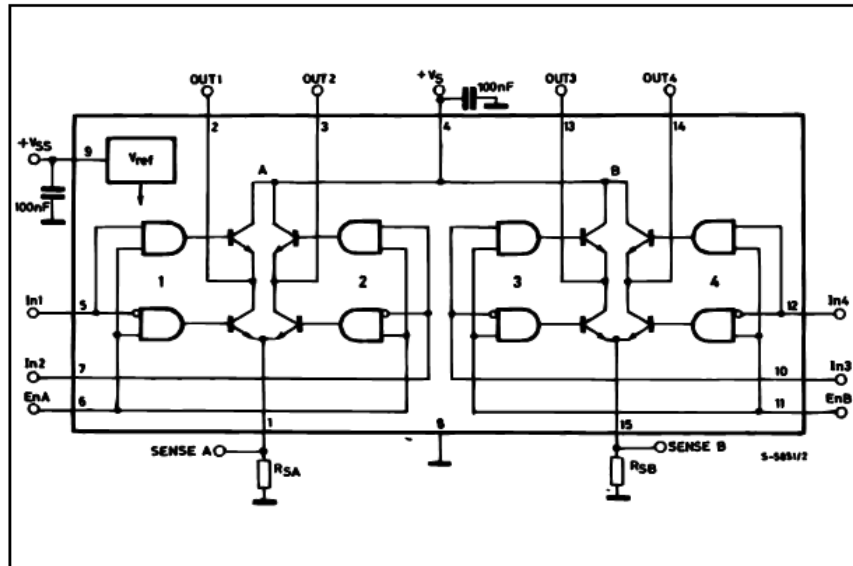 OUT1 OUT2 +VS 100nF OUT3 OUT4
2 3 4 13 14
+VSS 9 Vref
100nF
A B
1 2 3 4
In1 5 12 In4
In2 7 10 In3
EnA 6 11 EnB
1 8 15
SENSE A SENSE B S-5851/2
RSA RSB